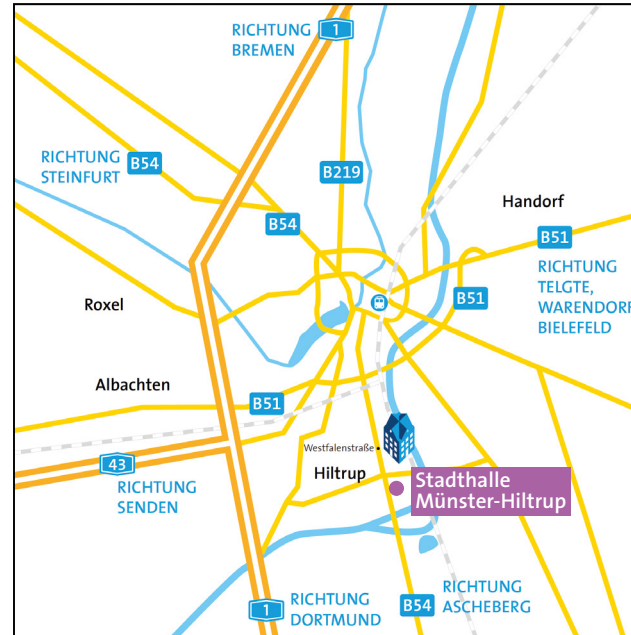 RICHTUNG
BREMEN
1
RICHTUNG
STEINFURT
B54
B219
B54
Handorf
B51
RICHTUNG
TELGTE,
WARENDORF
BIELEFELD
B51
Roxel
Albachten
B51
Westfalenstraße
Hiltrup
43
RICHTUNG
SENDEN
Stadthalle
Münster-Hiltrup
1
RICHTUNG
DORTMUND
B54
RICHTUNG
ASCHEBERG